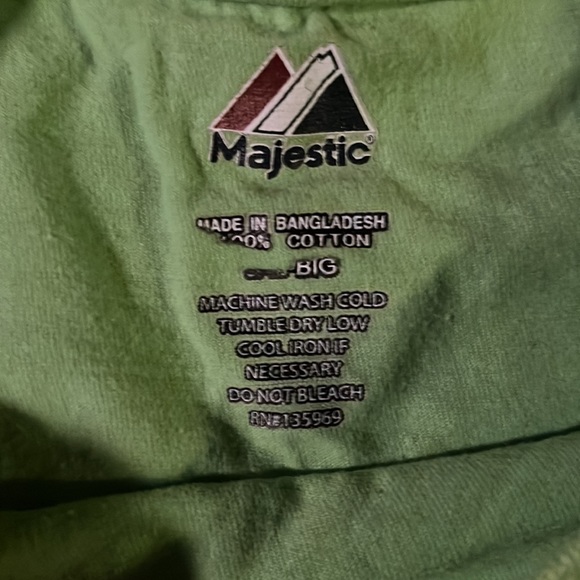 Majestic
MADE IN BANGLADESH
100% COTTON
BIG
MACHINE WASH COLD
TUMBLE DRY LOW
COOL IRON IF
NECESSARY
DO NOT BLEACH
RN#135969